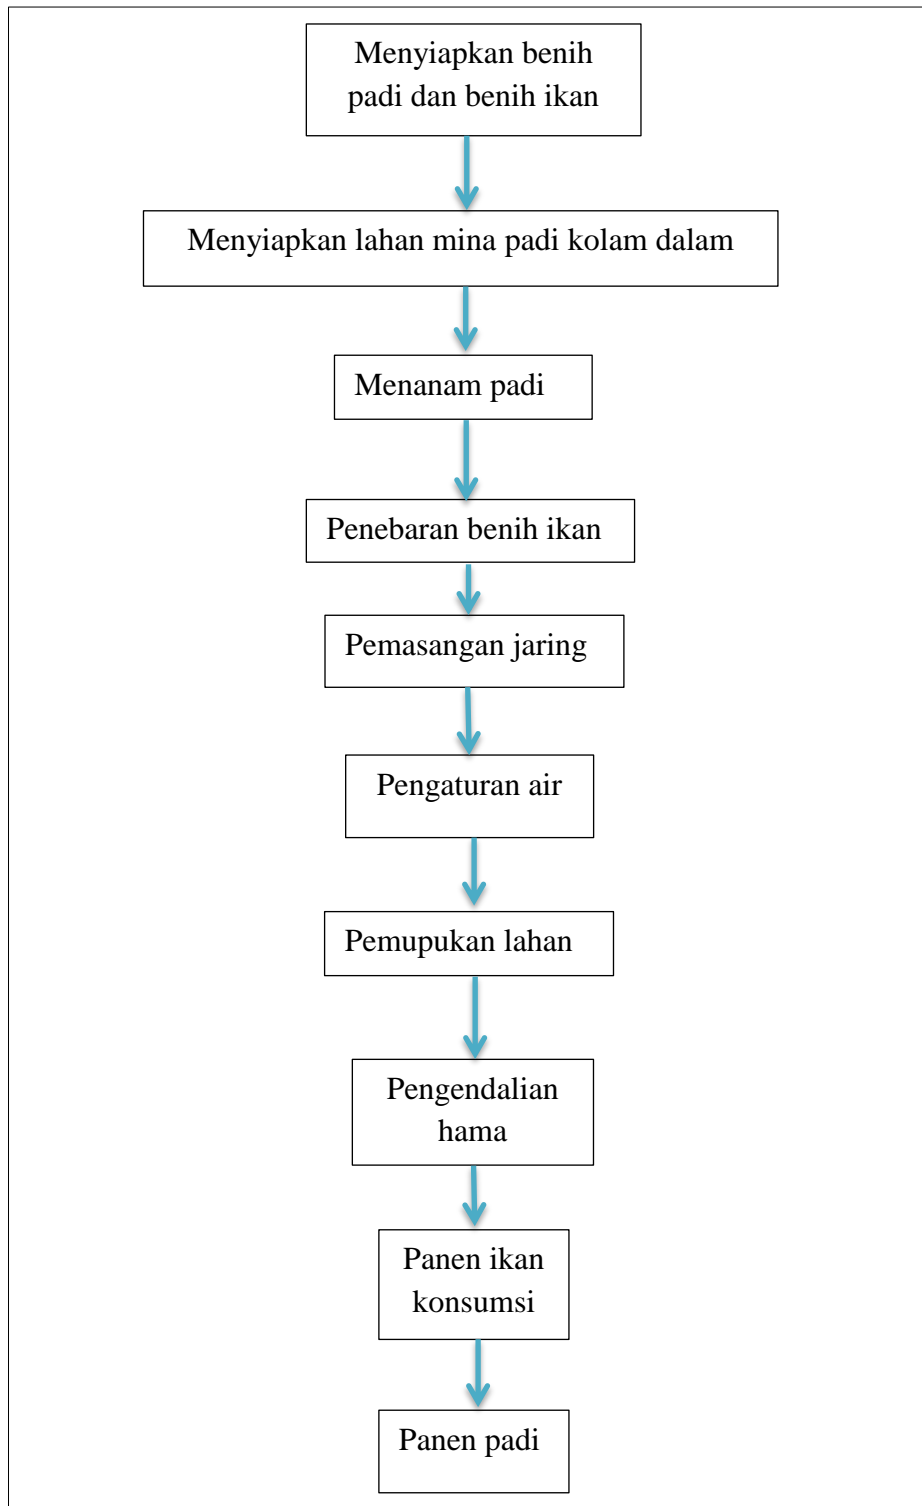 Menyiapkan benih
padi dan benih ikan
Menyiapkan lahan mina padi kolam dalam
Menanam padi
Penebaran benih ikan
Pemasangan jaring
Pengaturan air
Pemupukan lahan
Pengendalian
hama
Panen ikan
konsumsi
Panen padi